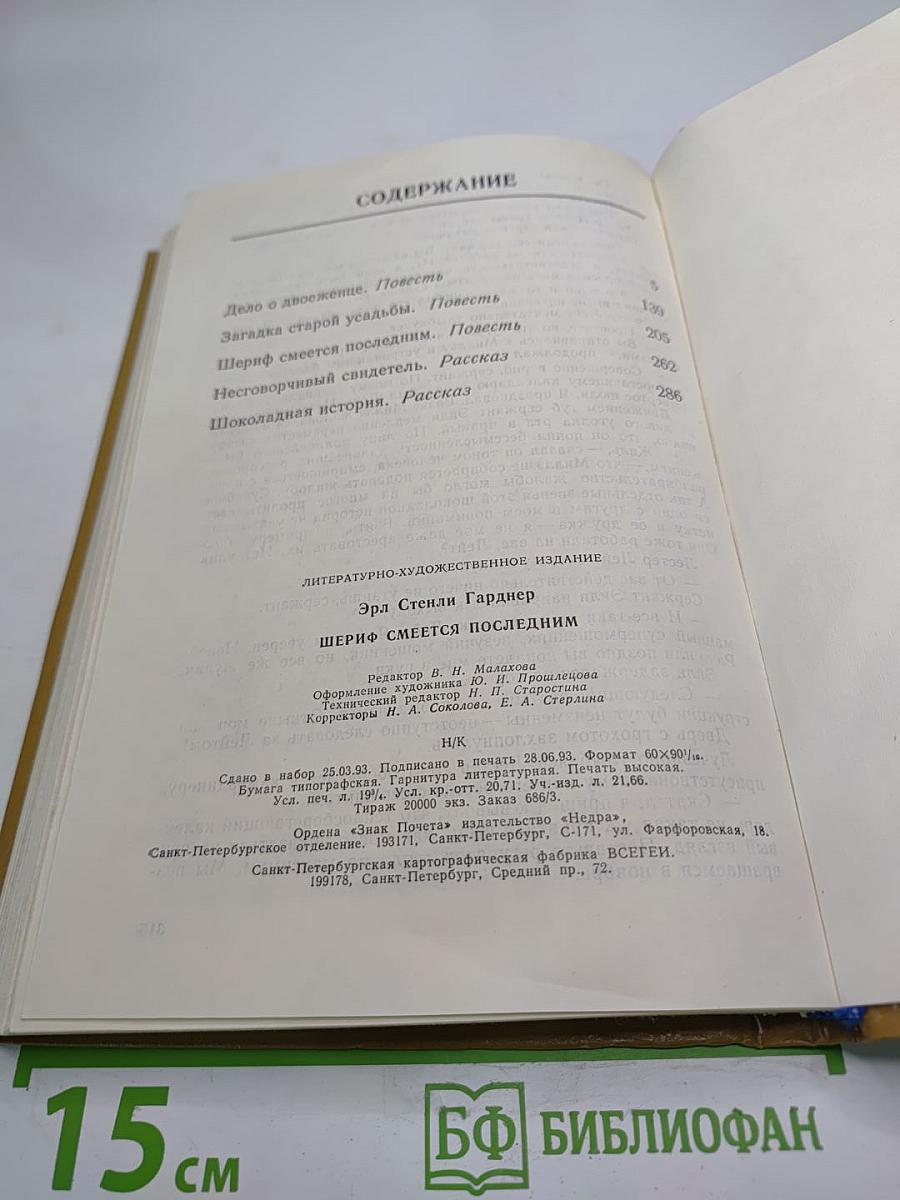 СОДЕРЖАНИЕ
Дело о двоеженце. Повесть 5
Загадка старой усадьбы. Повесть 139
Шериф смеется последним. Повесть 205
Несговорчивый свидетель. Рассказ 262
Шоколадная история. Рассказ 286
ЛИТЕРАТУРНО-ХУДОЖЕСТВЕННОЕ ИЗДАНИЕ
Эрл Стенли Гарднер
ШЕРИФ СМЕЕТСЯ ПОСЛЕДНИМ
Редактор В. Н. Малахова
Оформление художника Ю. И. Прошлецова
Технический редактор Н. П. Старостина
Корректоры Н. А. Соколова, Е. А. Стерлина
Н/К
Сдано в набор 25.03.93. Подписано в печать 28.06.93. Формат 60×90¹/₁₆.
Бумага типографская. Гарнитура литературная. Печать высокая.
Усл. печ. л. 19³/₄. Усл. кр.-отт. 20,71. Уч.-изд. л. 21,66.
Тираж 20000 экз. Заказ 686/3.
Ордена «Знак Почета» издательство «Недра»,
Санкт-Петербургское отделение. 193171, Санкт-Петербург, С-171, ул. Фарфоровская, 18.
Санкт-Петербургская картографическая фабрика ВСЕГЕИ.
199178, Санкт-Петербург, Средний пр., 72.
15 см
БФ БИБЛИОФАН